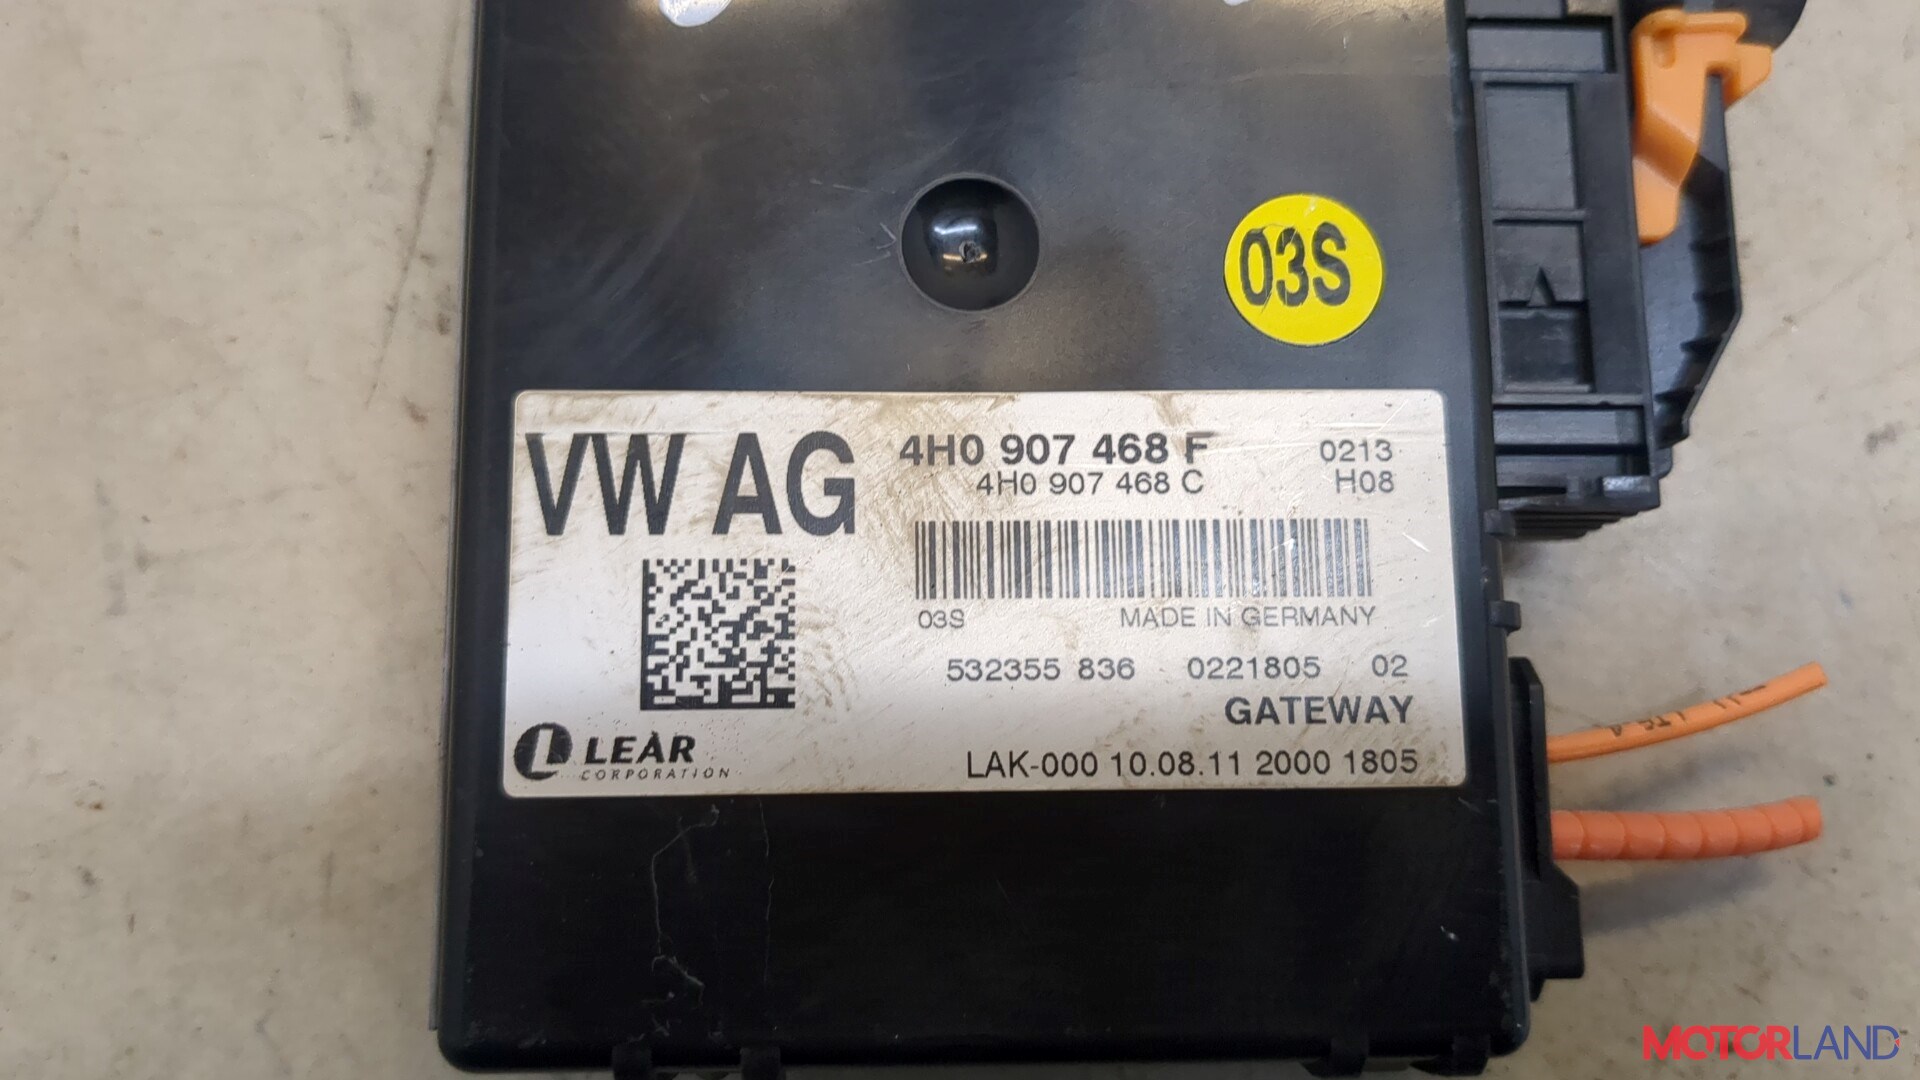 03S
VW AG
4H0 907 468 F 0213
4H0 907 468 C H08
03S MADE IN GERMANY
532355 836 0221805 02
GATEWAY
LEAR
CORPORATION
LAK-000 10.08.11 2000 1805
MOTORLAND